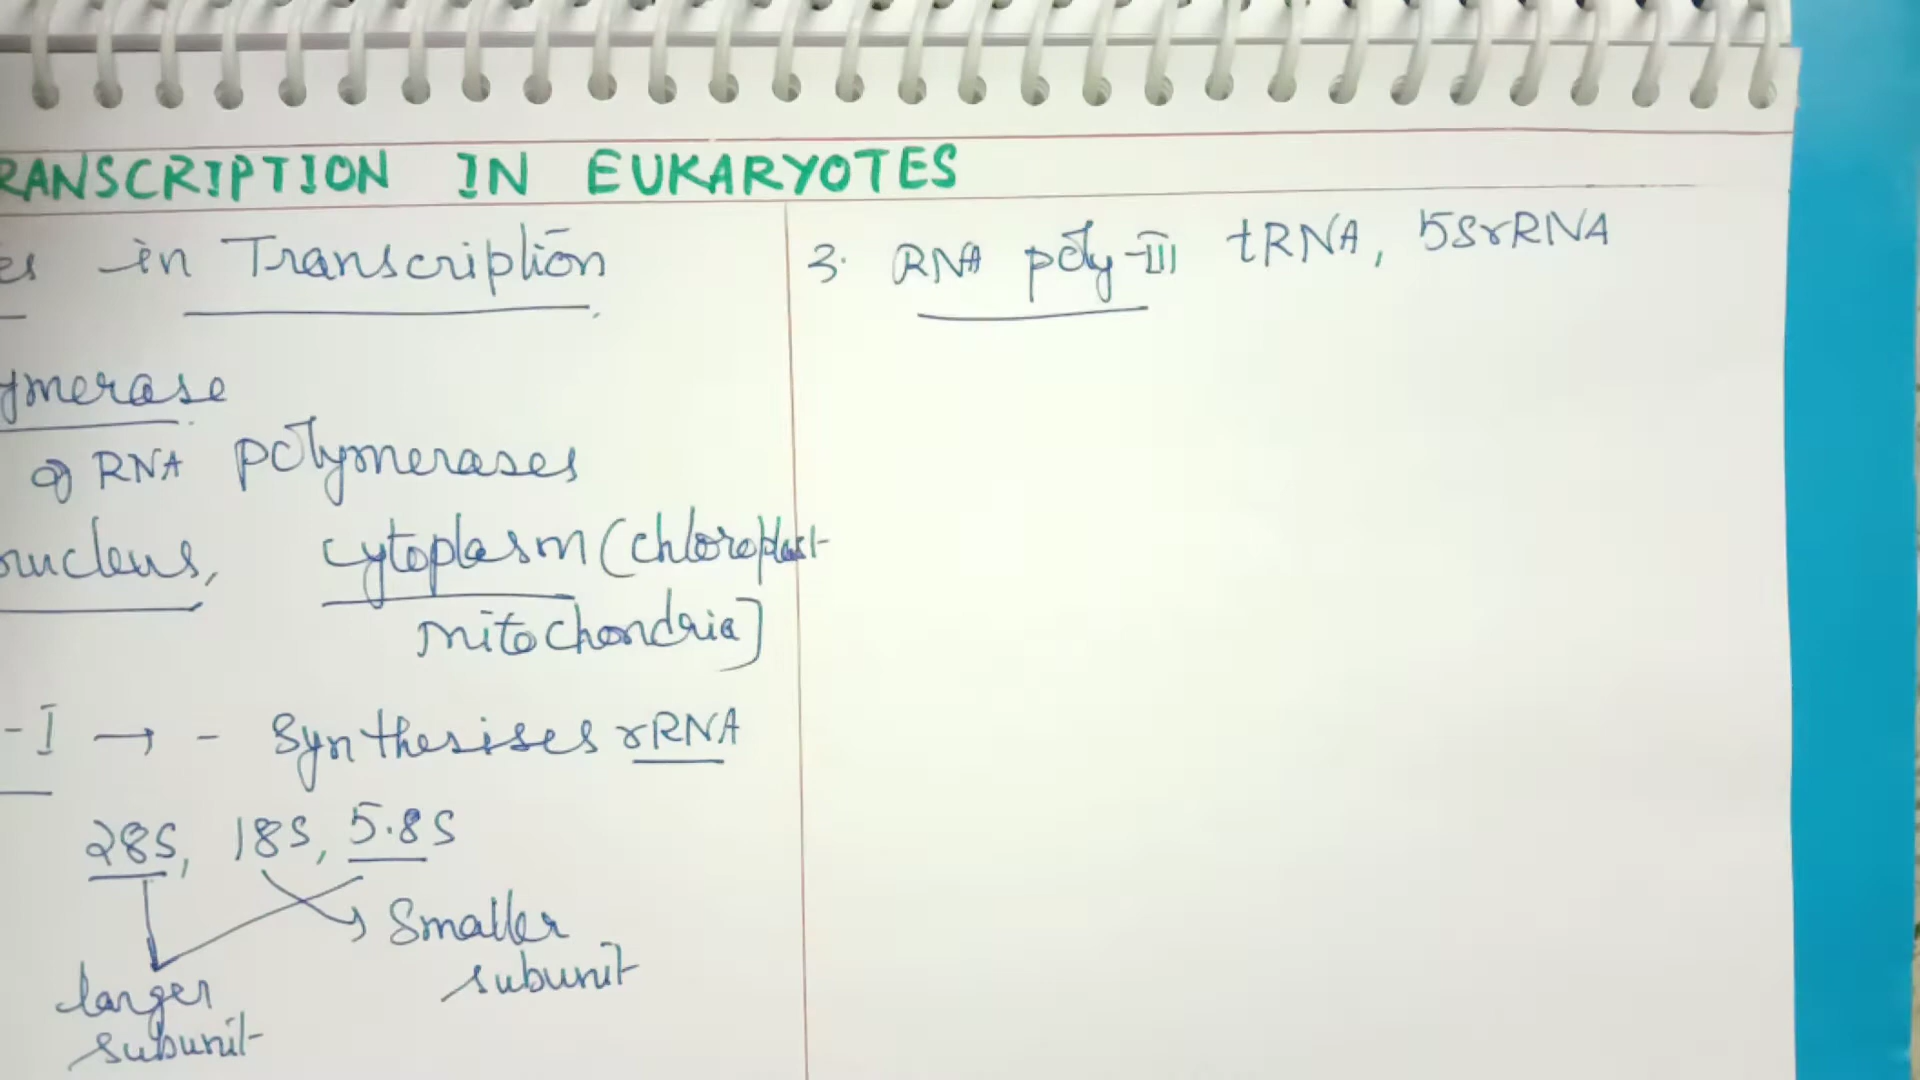 RANSCRIPTION IN EUKARYOTES
es in Transcription
ymerase
of RNA polymerases
nucleus, cytoplasm (chloroplast
mitochondria)
-I → - Synthesises rRNA
28S, 18S, 5.8S
Smaller
subunit
larger
subunit
3. RNA poly-III tRNA, 5SrRNA